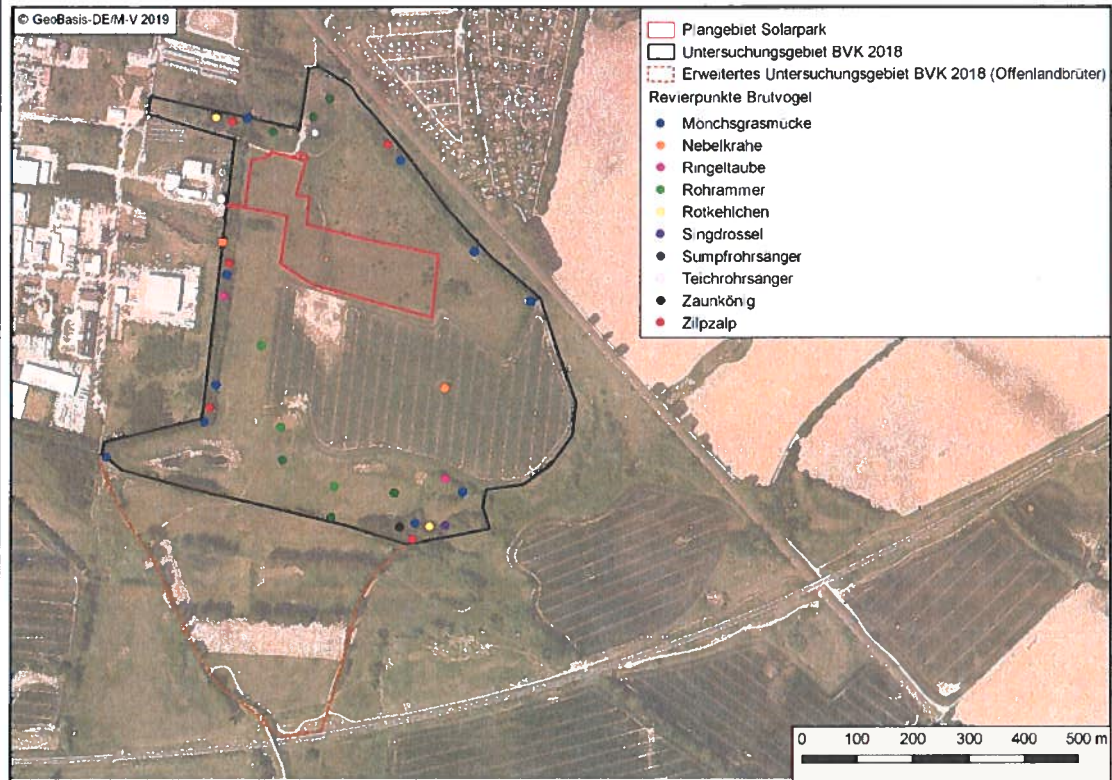 © GeoBasis-DE/M-V 2019
Plangebiet Solarpark
Untersuchungsgebiet BVK 2018
Erweitertes Untersuchungsgebiet BVK 2018 (Offenlandbrüter)
Revierpunkte Brutvogel
Monchsgrasmücke
Nebelkrahe
Ringeltaube
Rohrammer
Rotkehlchen
Singdrossel
Sumpfrohrsanger
Teichrohrsanger
Zaunkönig
Zilpzalp
0 100 200 300 400 500 m